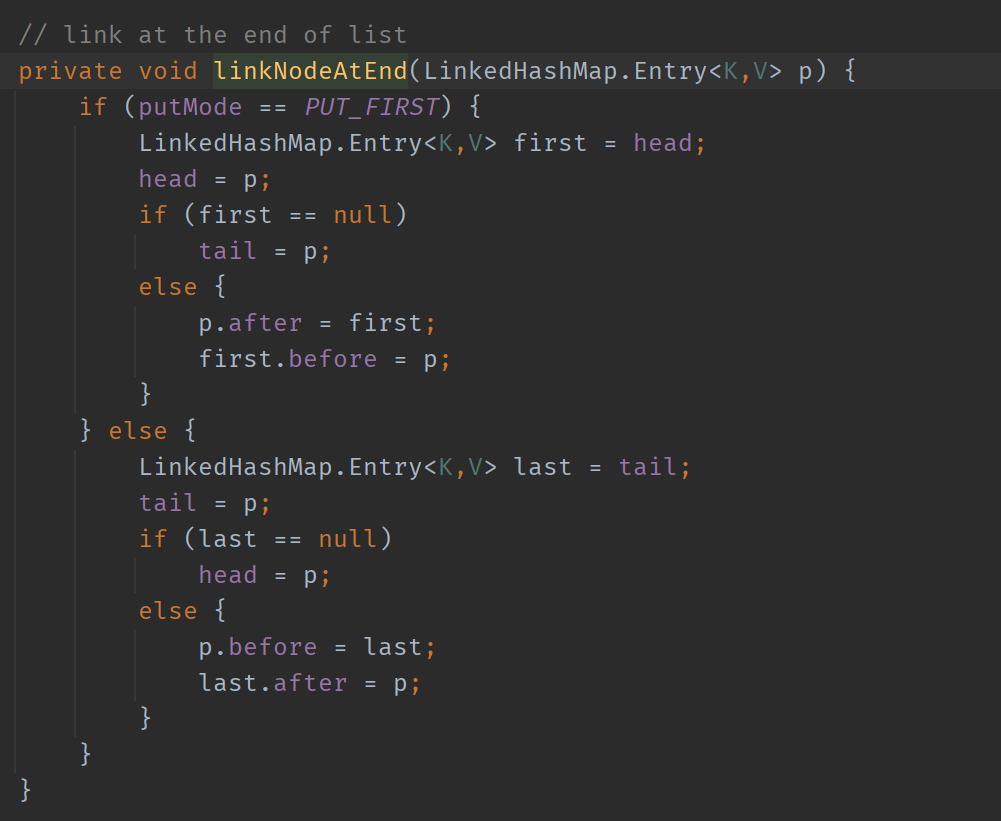 // link at the end of list
private void linkNodeAtEnd(LinkedHashMap.Entry<K,V> p) {
    if (putMode == PUT_FIRST) {
        LinkedHashMap.Entry<K,V> first = head;
        head = p;
        if (first == null)
            tail = p;
        else {
            p.after = first;
            first.before = p;
        }
    } else {
        LinkedHashMap.Entry<K,V> last = tail;
        tail = p;
        if (last == null)
            head = p;
        else {
            p.before = last;
            last.after = p;
        }
    }
}